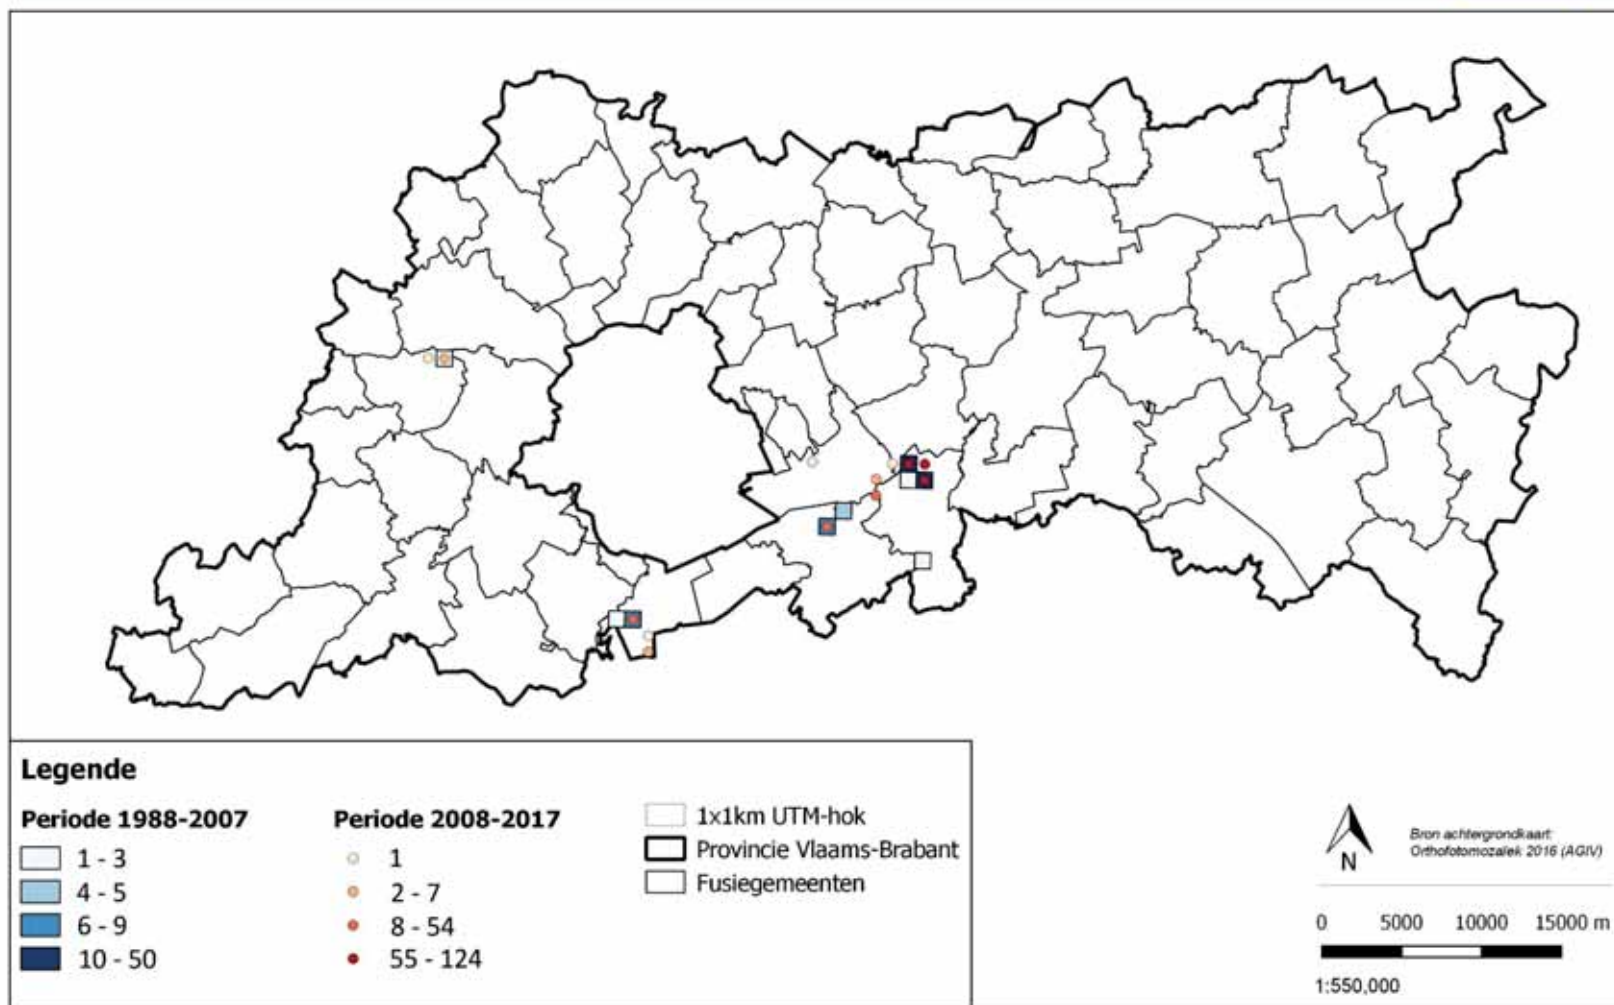 Legende
Periode 1988-2007
1 - 3
4 - 5
6 - 9
10 - 50
Periode 2008-2017
1
2 - 7
8 - 54
55 - 124
1x1km UTM-hok
Provincie Vlaams-Brabant
Fusiegemeenten
N
Bron achtergrondkaart:
Orthofotomozaïek 2016 (AGIV)
0 5000 10000 15000 m
1:550,000